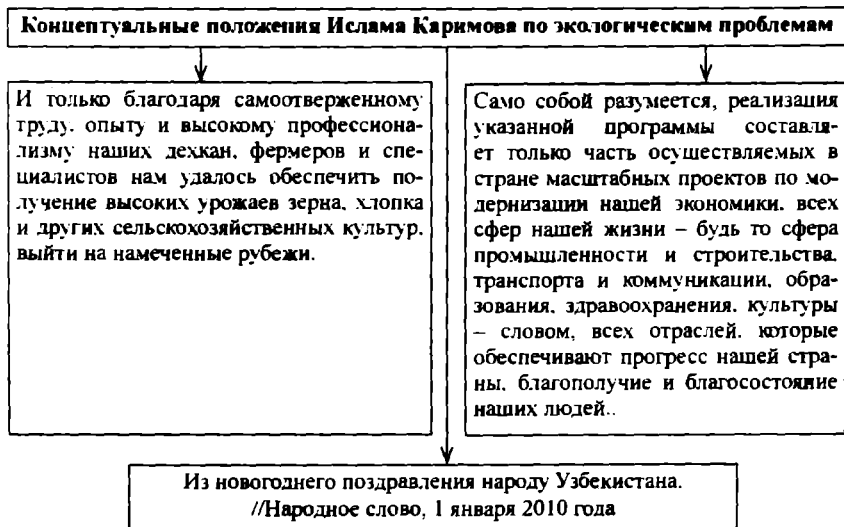 Концептуальные положения Ислама Каримова по экологическим проблемам
И только благодаря самоотверженному
труду, опыту и высокому профессиона-
лизму наших дехкан, фермеров и спе-
циалистов нам удалось обеспечить по-
лучение высоких урожаев зерна, хлопка
и других сельскохозяйственных культур,
выйти на намеченные рубежи.
Само собой разумеется, реализация
указанной программы составля-
ет только часть осуществляемых в
стране масштабных проектов по мо-
дернизации нашей экономики, всех
сфер нашей жизни – будь то сфера
промышленности и строительства,
транспорта и коммуникации, обра-
зования, здравоохранения, культуры
– словом, всех отраслей, которые
обеспечивают прогресс нашей стра-
ны, благополучие и благосостояние
наших людей..
Из новогоднего поздравления народу Узбекистана.
//Народное слово, 1 января 2010 года